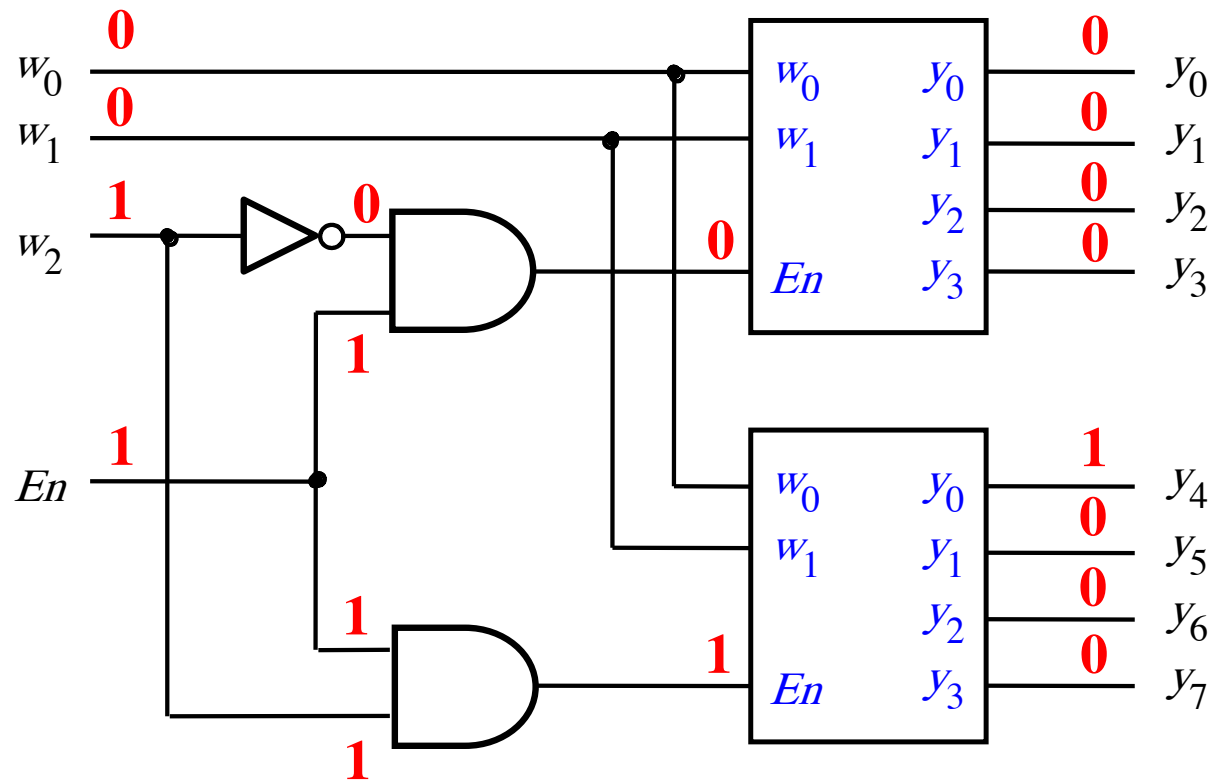 0 0
w0 w0 y0 y0
0 0
w1 w1 y1 y1
1 0 0
w2 y2 y2
0 0
En y3 y3
1
1 1
En w0 y0 y4
0
w1 y1 y5
1 0
y2 y6
1 0
En y3 y7
1